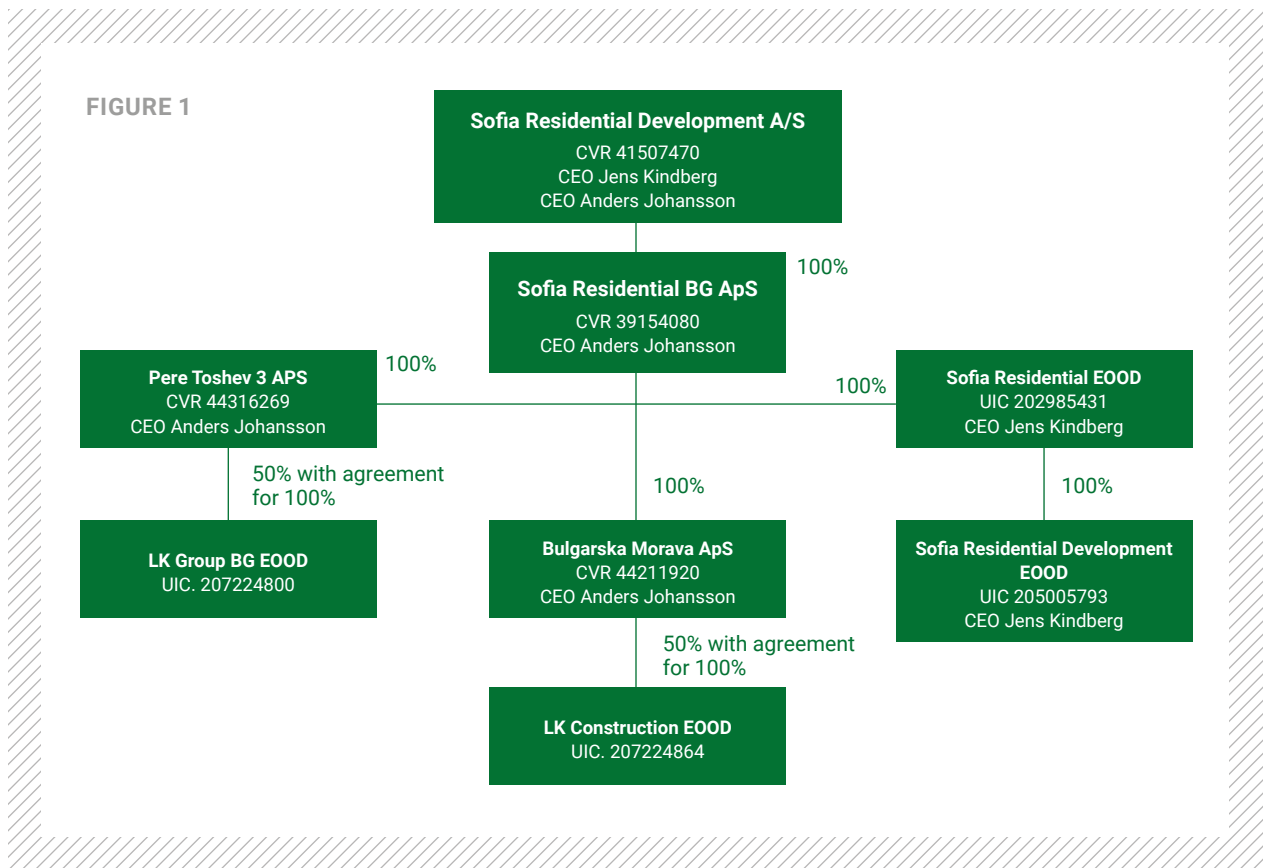 FIGURE 1
Sofia Residential Development A/S
CVR 41507470
CEO Jens Kindberg
CEO Anders Johansson
100%
Sofia Residential BG ApS
CVR 39154080
CEO Anders Johansson
100%
Pere Toshev 3 APS
CVR 44316269
CEO Anders Johansson
100%
Sofia Residential EOOD
UIC 202985431
CEO Jens Kindberg
50% with agreement
for 100%
100%
100%
LK Group BG EOOD
UIC. 207224800
Bulgarska Morava ApS
CVR 44211920
CEO Anders Johansson
Sofia Residential Development
EOOD
UIC 205005793
CEO Jens Kindberg
50% with agreement
for 100%
LK Construction EOOD
UIC. 207224864